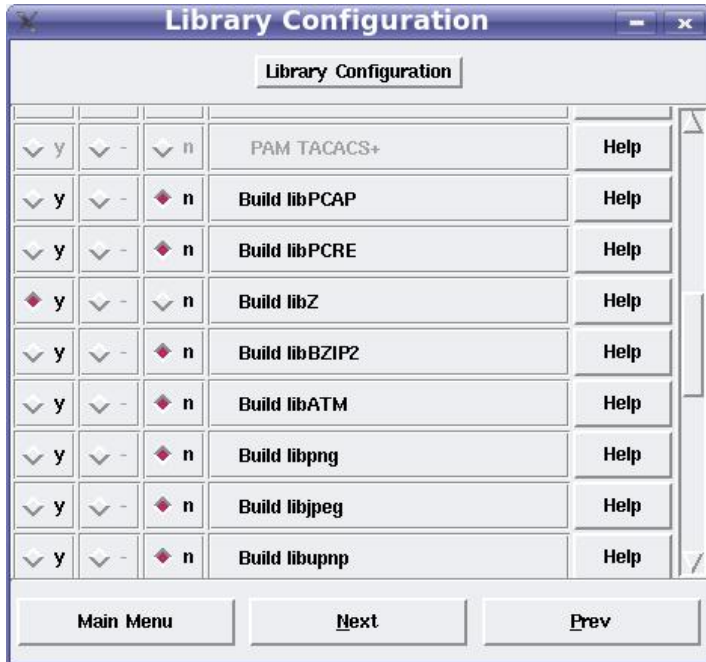 Library Configuration
Library Configuration
y - n PAM TACACS+ Help
y - n Build libPCAP Help
y - n Build libPCRE Help
y - n Build libZ Help
y - n Build libBZIP2 Help
y - n Build libATM Help
y - n Build libpng Help
y - n Build libjpeg Help
y - n Build libupnp Help
Main Menu Next Prev